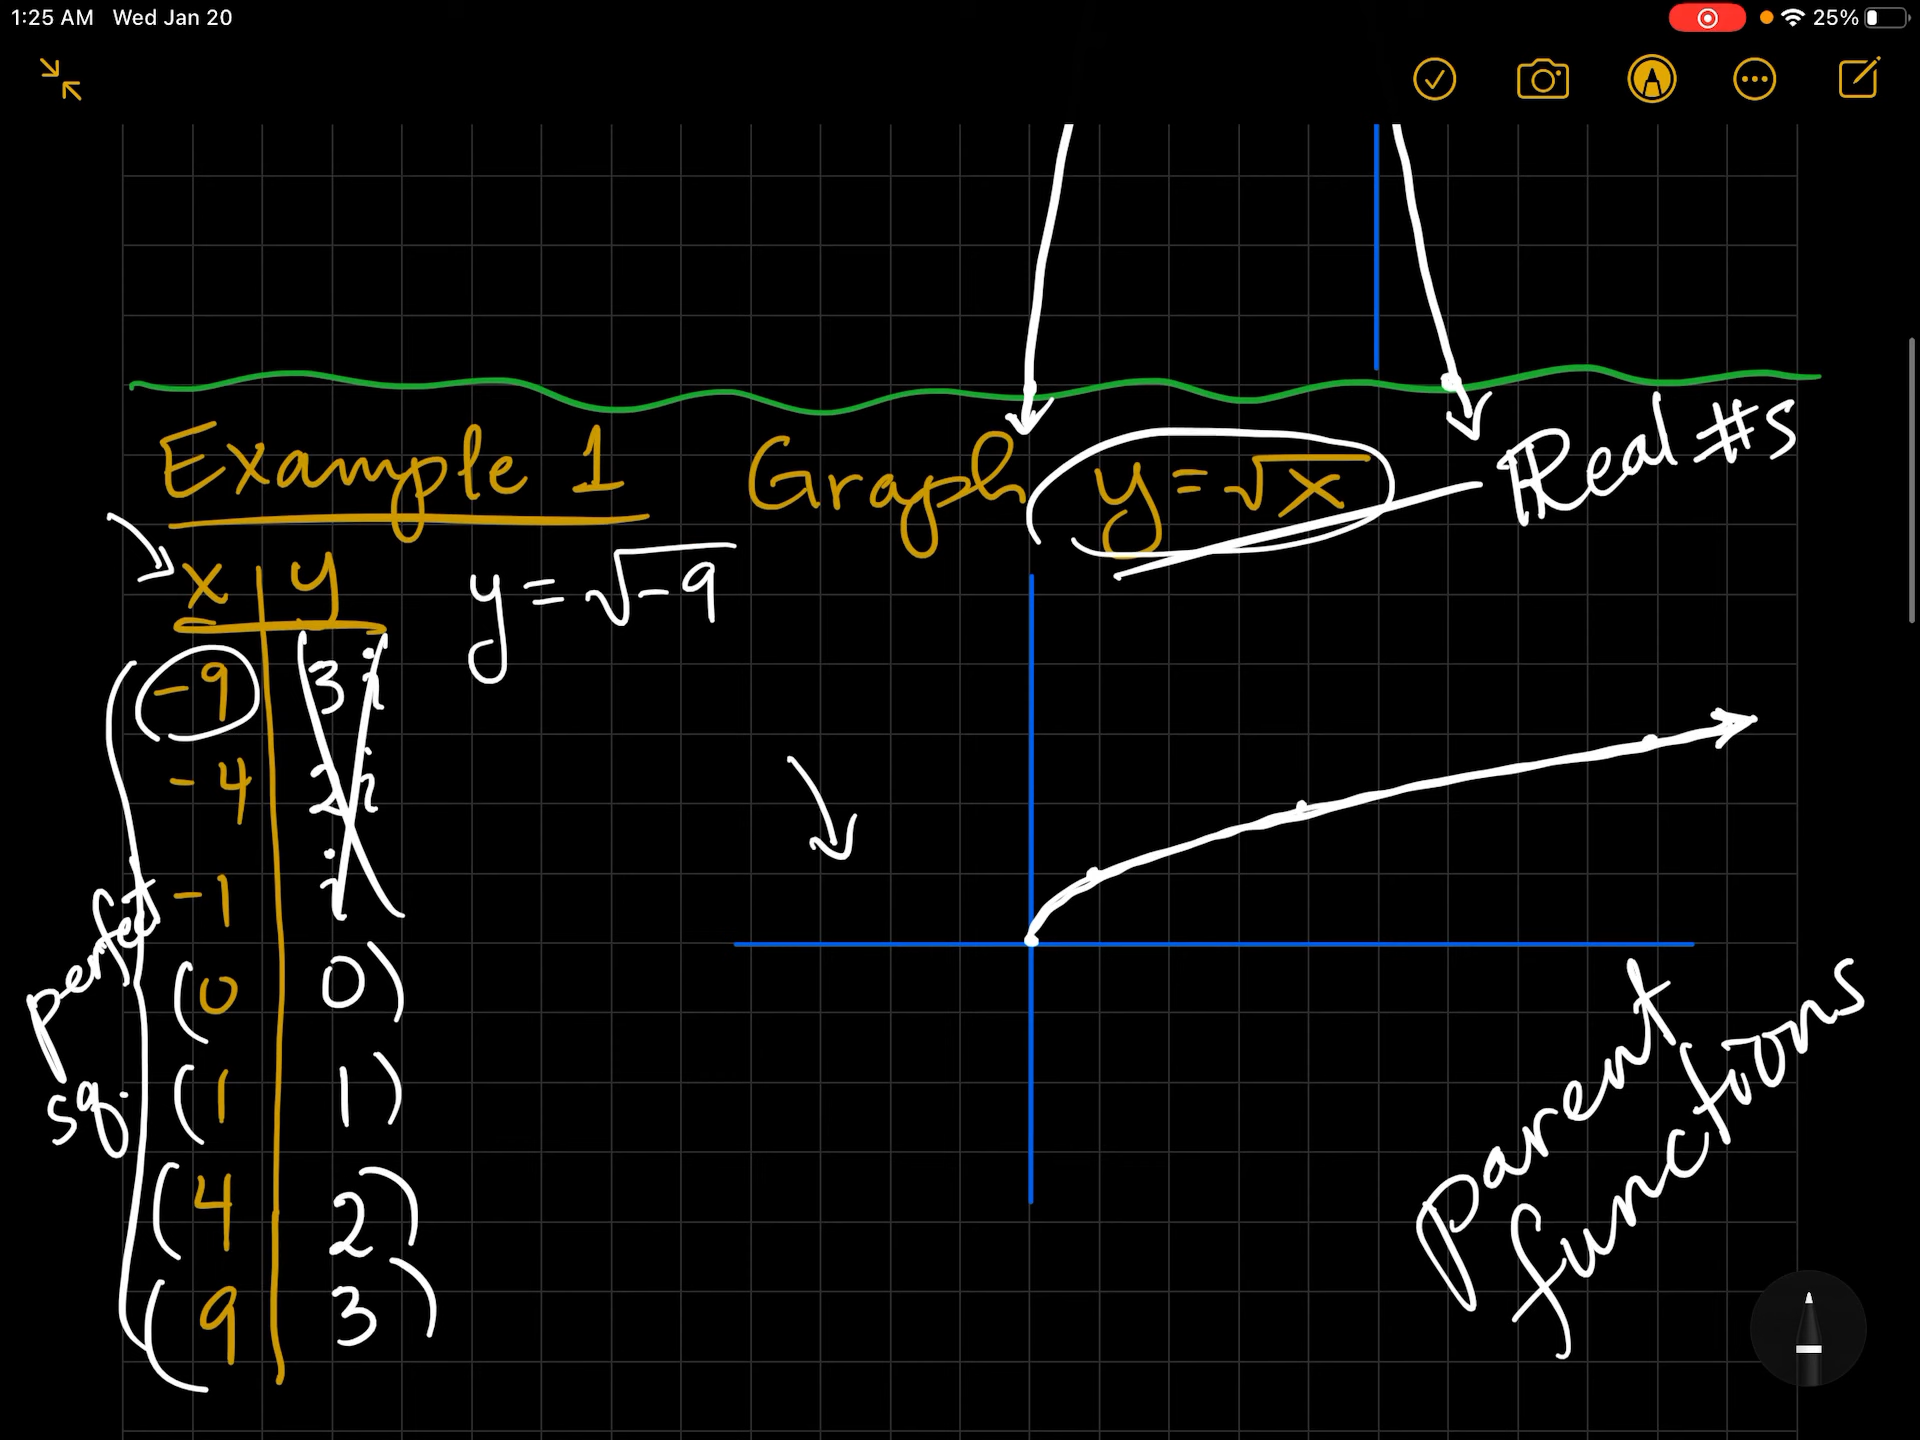 1:25 AM Wed Jan 20 25%
Example 1 Graph y=√x Real #s
x y y=√-9
-9 3i
-4 2i
-1 i
perfect sq.
(0 0)
(1 1)
(4 2)
(9 3)
Parent
functions